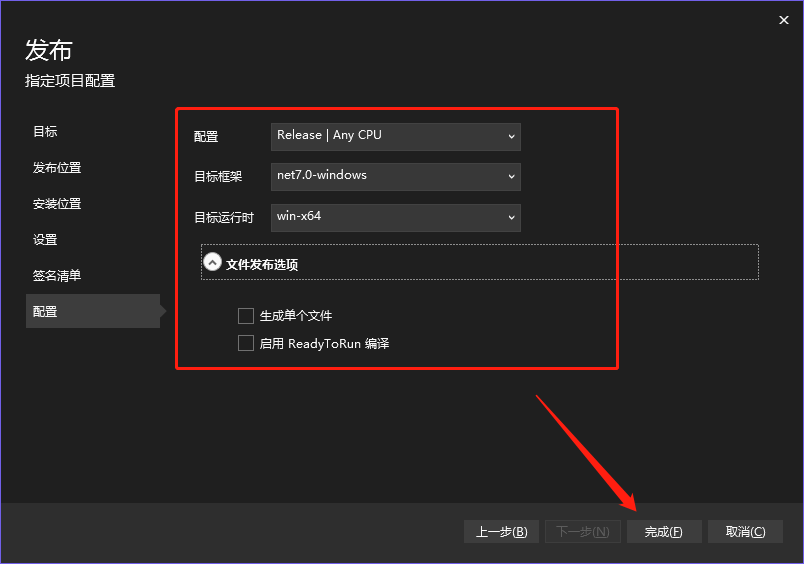 发布
指定项目配置
目标
发布位置
安装位置
设置
签名清单
配置
配置 Release | Any CPU
目标框架 net7.0-windows
目标运行时 win-x64
文件发布选项
生成单个文件
启用 ReadyToRun 编译
上一步(B) 下一步(N) 完成(F) 取消(C)